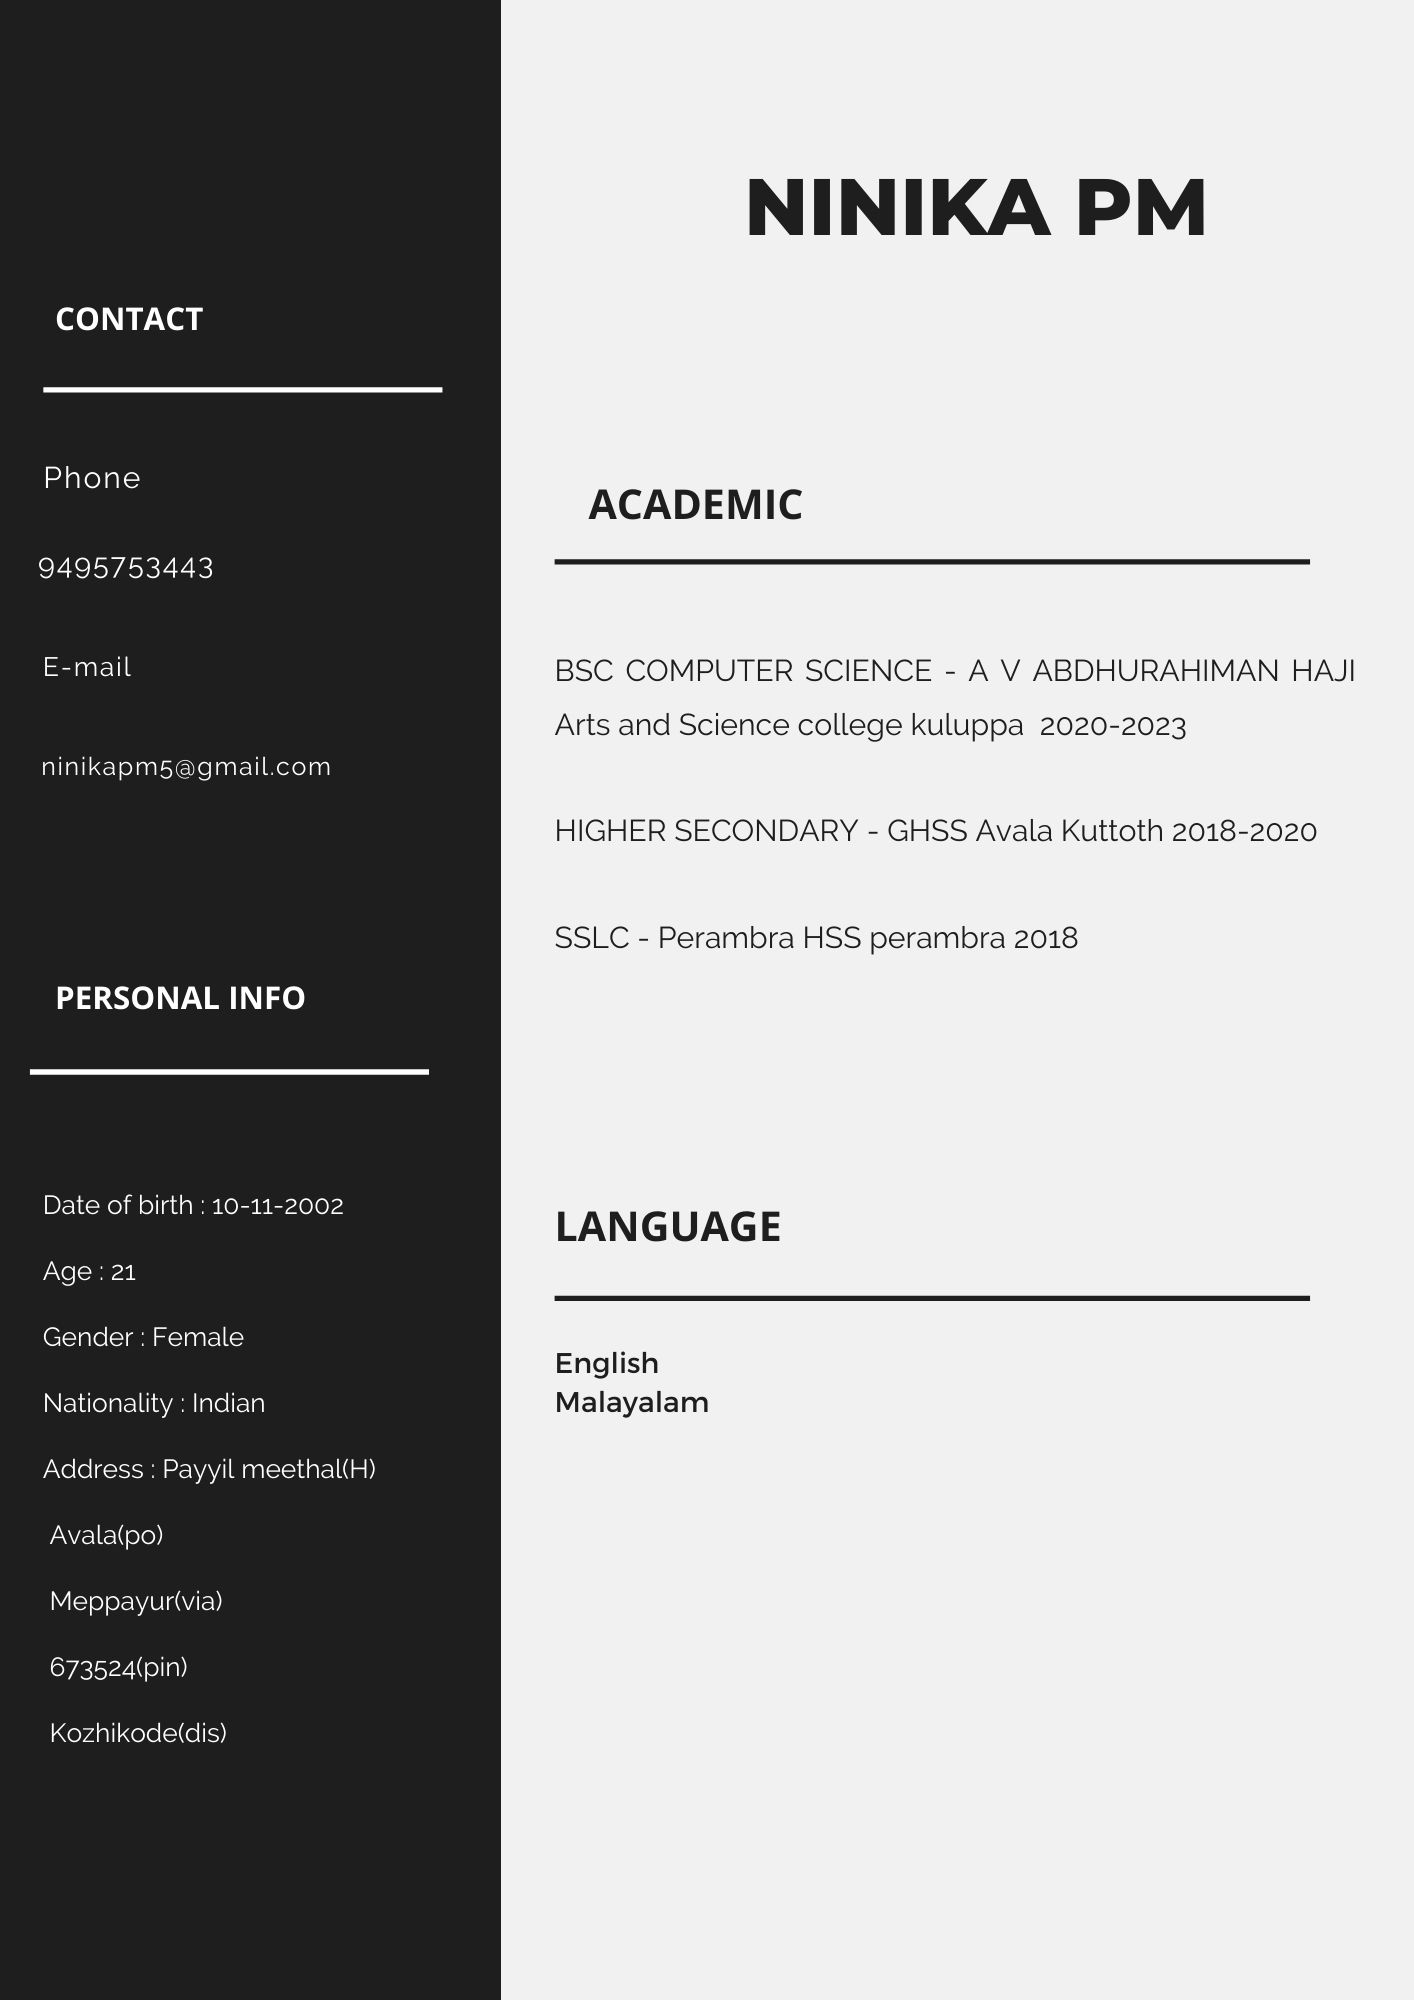 NINIKA PM
CONTACT
Phone
9495753443
E-mail
ninikapm5@gmail.com
PERSONAL INFO
Date of birth : 10-11-2002
Age : 21
Gender : Female
Nationality : Indian
Address : Payyil meethal(H)
Avala(po)
Meppayur(via)
673524(pin)
Kozhikode(dis)
ACADEMIC
BSC COMPUTER SCIENCE - A V ABDHURAHIMAN HAJI
Arts and Science college kuluppa 2020-2023
HIGHER SECONDARY - GHSS Avala Kuttoth 2018-2020
SSLC - Perambra HSS perambra 2018
LANGUAGE
English
Malayalam